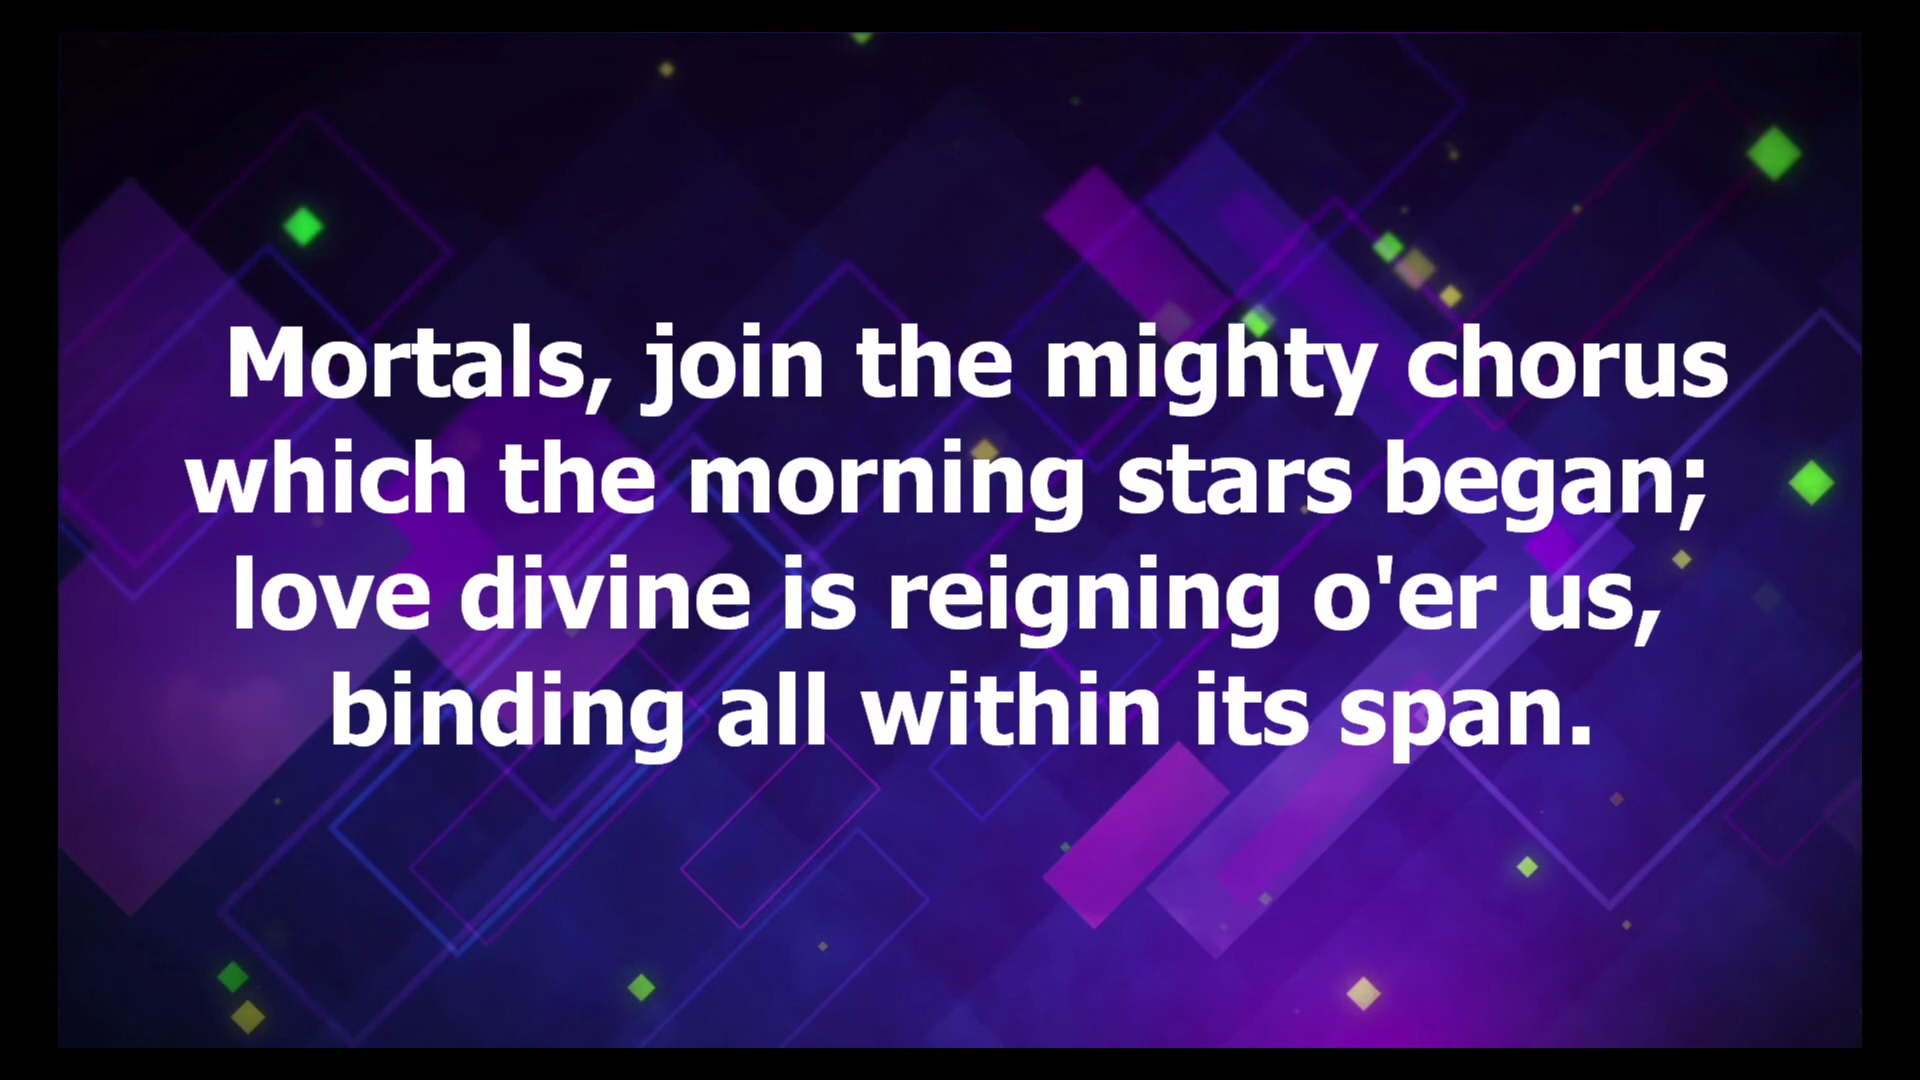 Mortals, join the mighty chorus
which the morning stars began;
love divine is reigning o'er us,
binding all within its span.